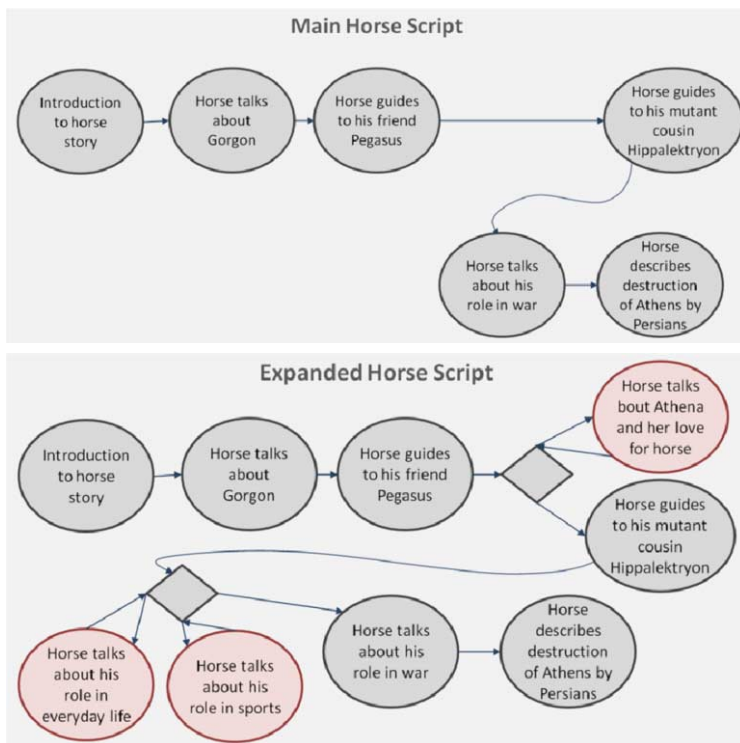 Main Horse Script
Introduction
to horse
story
Horse talks
about
Gorgon
Horse guides
to his friend
Pegasus
Horse guides
to his mutant
cousin
Hippalektryon
Horse talks
about his
role in war
Horse
describes
destruction
of Athens by
Persians
Expanded Horse Script
Introduction
to horse
story
Horse talks
about
Gorgon
Horse guides
to his friend
Pegasus
Horse talks
bout Athena
and her love
for horse
Horse guides
to his mutant
cousin
Hippalektryon
Horse talks
about his
role in
everyday life
Horse talks
about his
role in sports
Horse talks
about his
role in war
Horse
describes
destruction
of Athens by
Persians